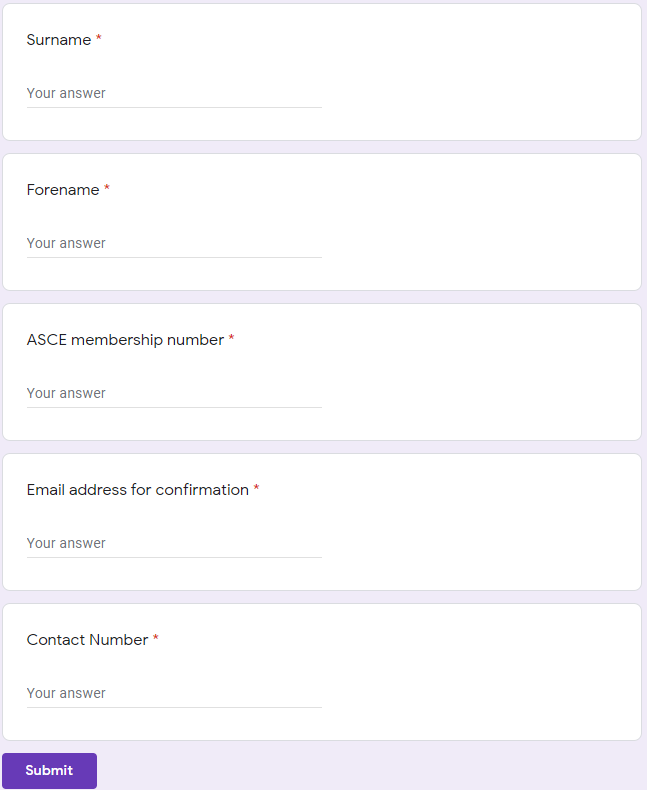 Surname *
Your answer
Forename *
Your answer
ASCE membership number *
Your answer
Email address for confirmation *
Your answer
Contact Number *
Your answer
Submit